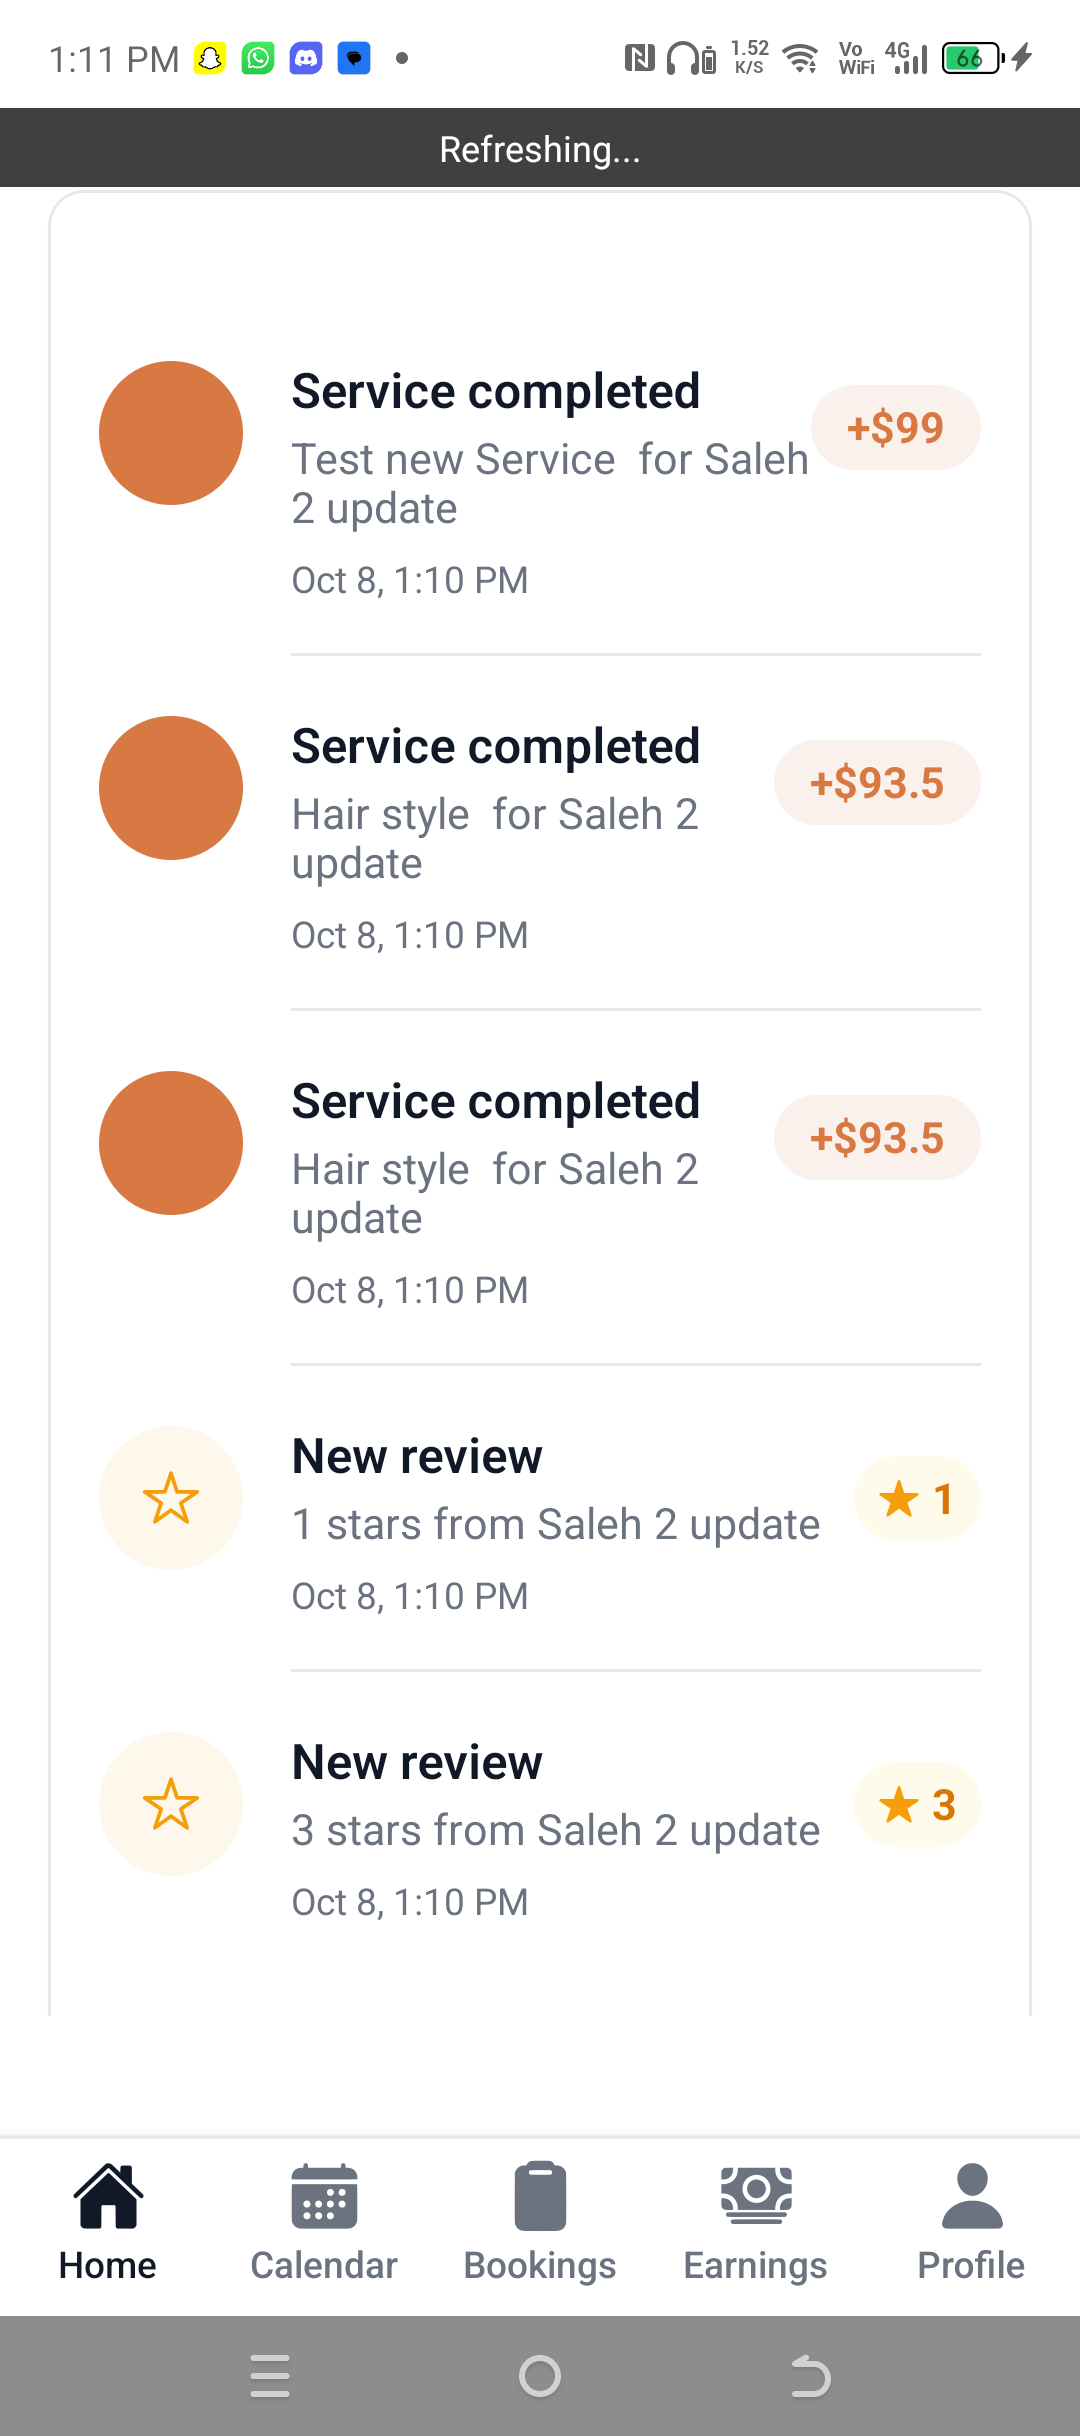 1:11 PM
1.52 K/S
Vo WiFi
4G
66
Refreshing...
Service completed
+$99
Test new Service  for Saleh
2 update
Oct 8, 1:10 PM
Service completed
+$93.5
Hair style  for Saleh 2
update
Oct 8, 1:10 PM
Service completed
+$93.5
Hair style  for Saleh 2
update
Oct 8, 1:10 PM
New review
1 stars from Saleh 2 update
★ 1
Oct 8, 1:10 PM
New review
3 stars from Saleh 2 update
★ 3
Oct 8, 1:10 PM
Home
Calendar
Bookings
Earnings
Profile